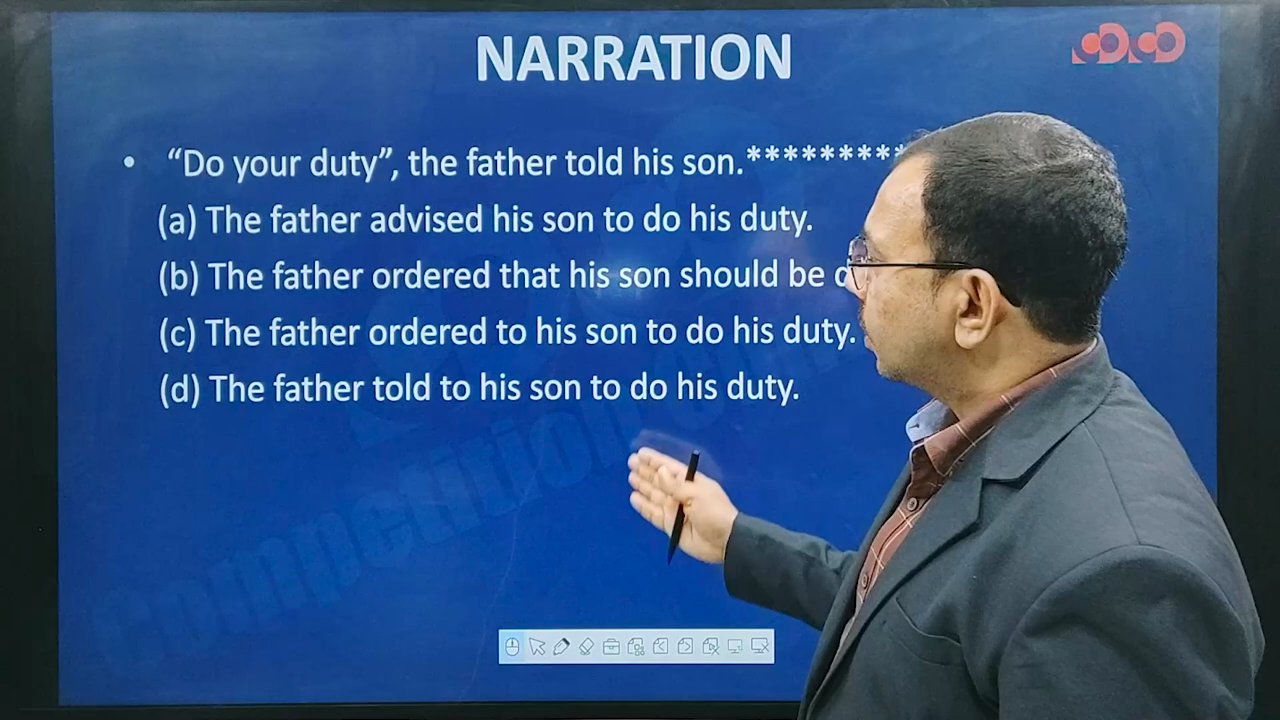 NARRATION
• “Do your duty”, the father told his son.*********
(a) The father advised his son to do his duty.
(b) The father ordered that his son should be
(c) The father ordered to his son to do his duty.
(d) The father told to his son to do his duty.